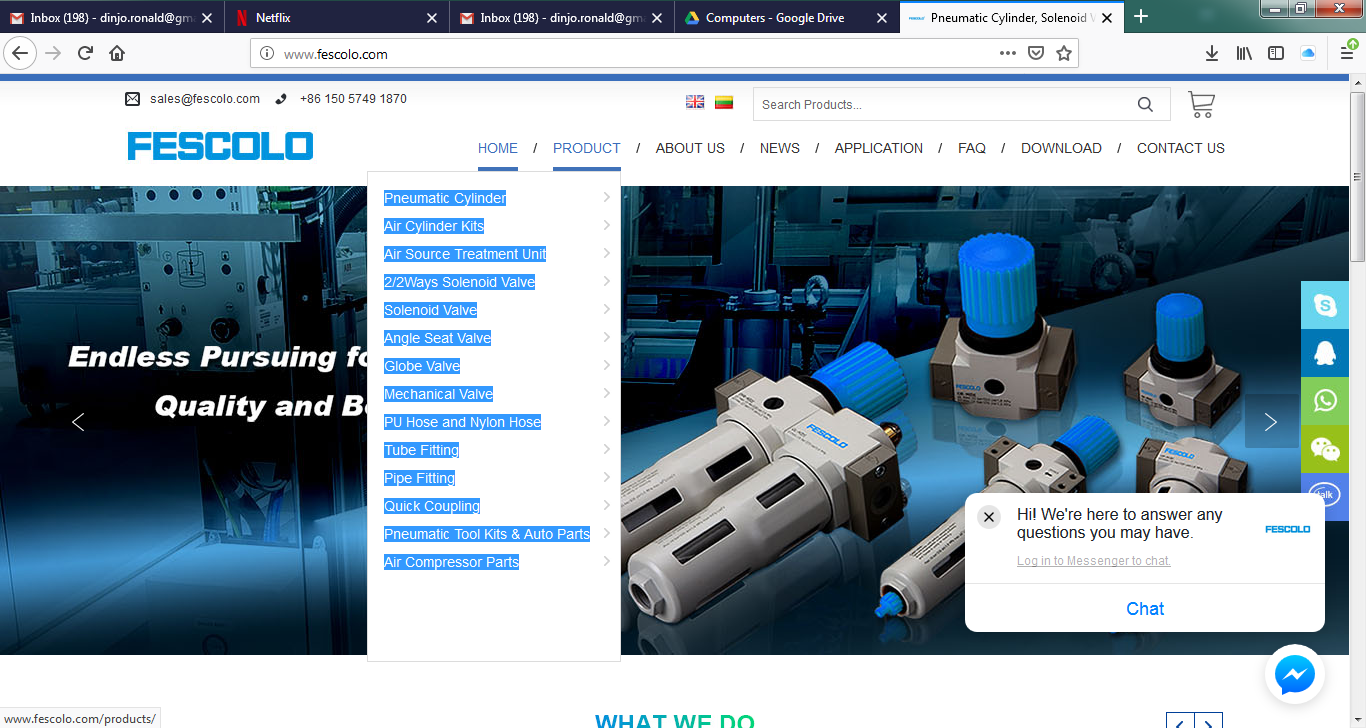 Inbox (198) - dinjo.ronald@gm
Netflix
Inbox (198) - dinjo.ronald@gm
Computers - Google Drive
Pneumatic Cylinder, Solenoid V
www.fescolo.com
sales@fescolo.com
+86 150 5749 1870
Search Products...
FESCOLO
HOME / PRODUCT / ABOUT US / NEWS / APPLICATION / FAQ / DOWNLOAD / CONTACT US
Pneumatic Cylinder
Air Cylinder Kits
Air Source Treatment Unit
2/2Ways Solenoid Valve
Solenoid Valve
Angle Seat Valve
Globe Valve
Mechanical Valve
PU Hose and Nylon Hose
Tube Fitting
Pipe Fitting
Quick Coupling
Pneumatic Tool Kits & Auto Parts
Air Compressor Parts
Endless Pursuing fo
Quality and Be
FESCOLO
FESCOLO
FESCOLO
Talk
Hi! We're here to answer any
questions you may have.
FESCOLO
Log in to Messenger to chat.
Chat
WHAT WE DO
www.fescolo.com/products/